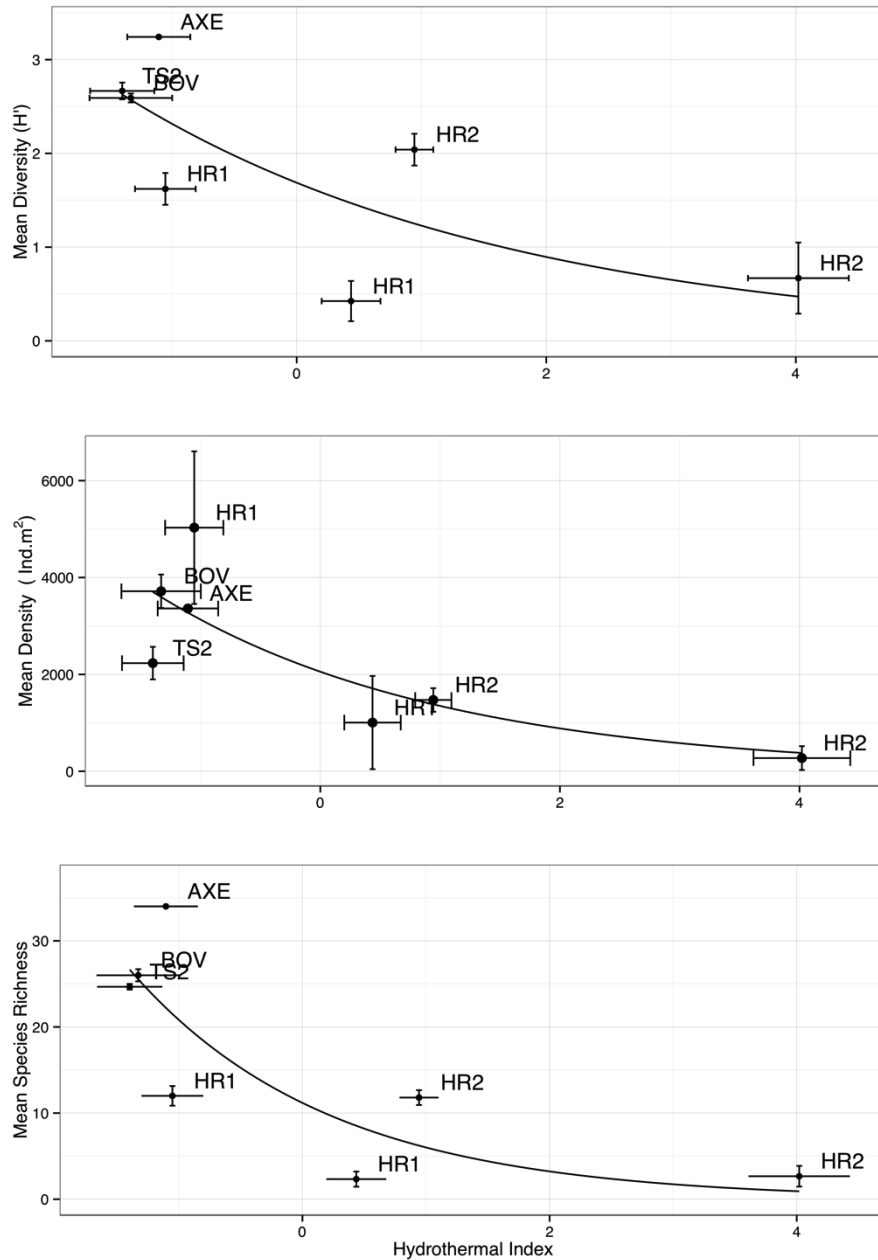 AXE
3
TS2
BOV
HR2
2
HR1
Mean Diversity (H')
1
HR2
HR1
0
0 2 4
6000
HR1
4000
BOV
AXE
Mean Density ( Ind.m²)
TS2
2000
HR2
HR1
HR2
0
0 2 4
AXE
30
BOV
TS2
20
Mean Species Richness
HR1
HR2
10
HR1
HR2
0
0 2 4
Hydrothermal Index